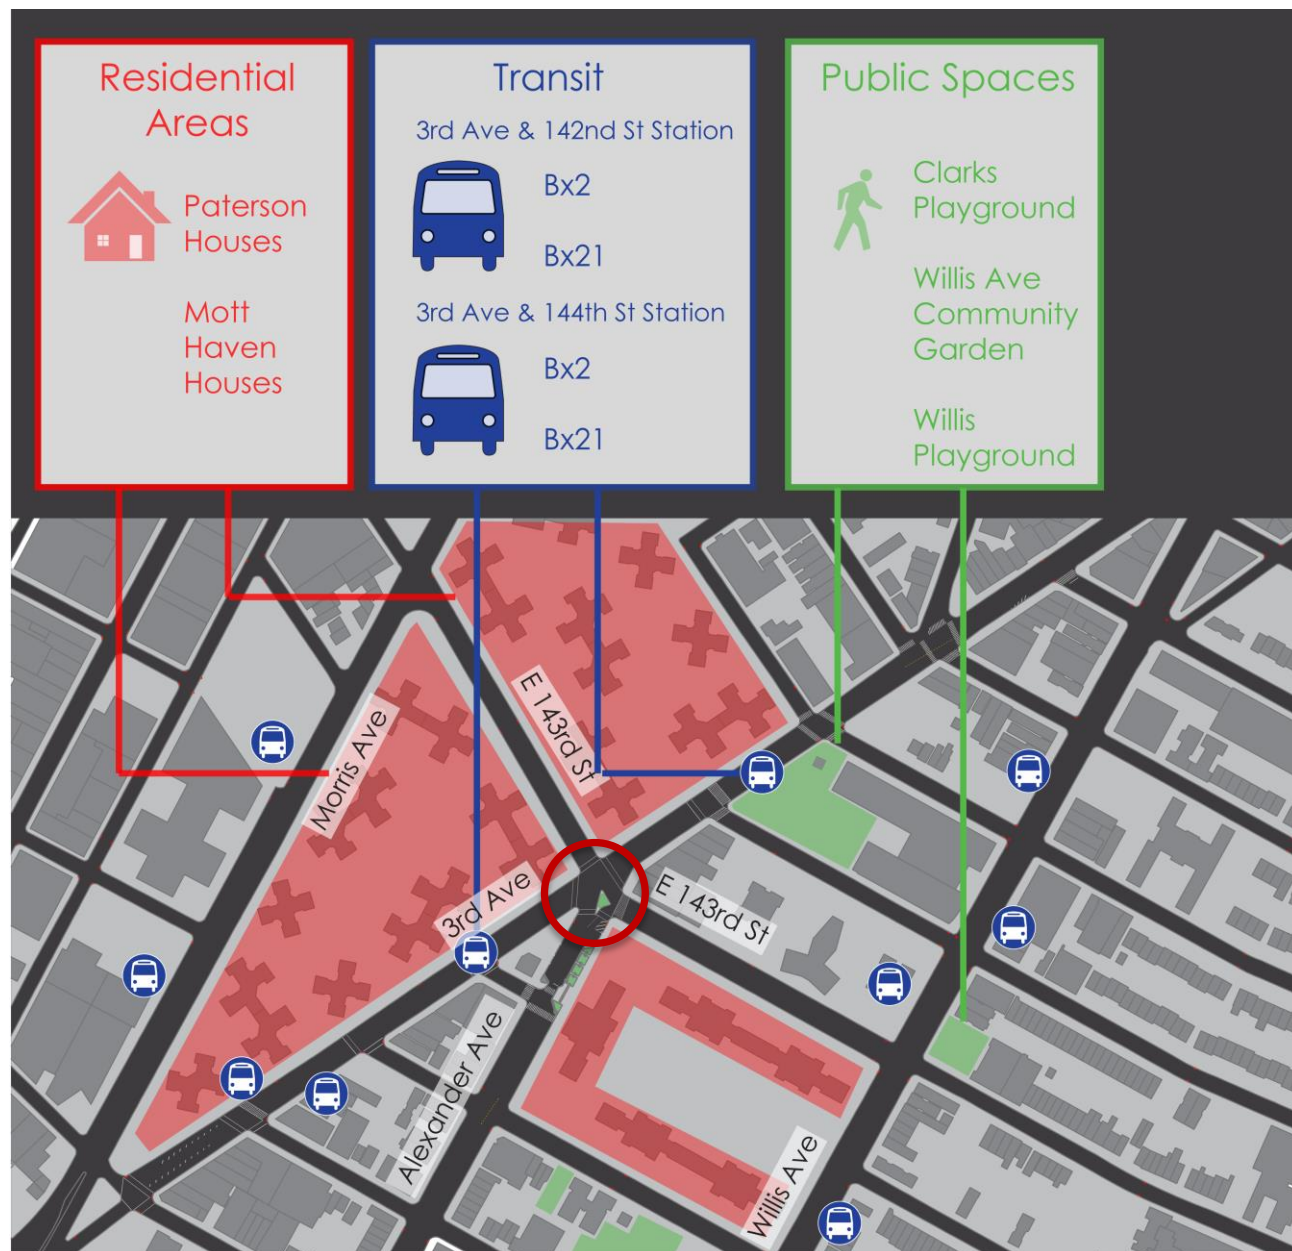 Residential
Areas
Paterson
Houses
Mott
Haven
Houses
Transit
3rd Ave & 142nd St Station
Bx2
Bx21
3rd Ave & 144th St Station
Bx2
Bx21
Public Spaces
Clarks
Playground
Willis Ave
Community
Garden
Willis
Playground
E 143rd St
Morris Ave
3rd Ave
E 143rd St
Alexander Ave
Willis Ave